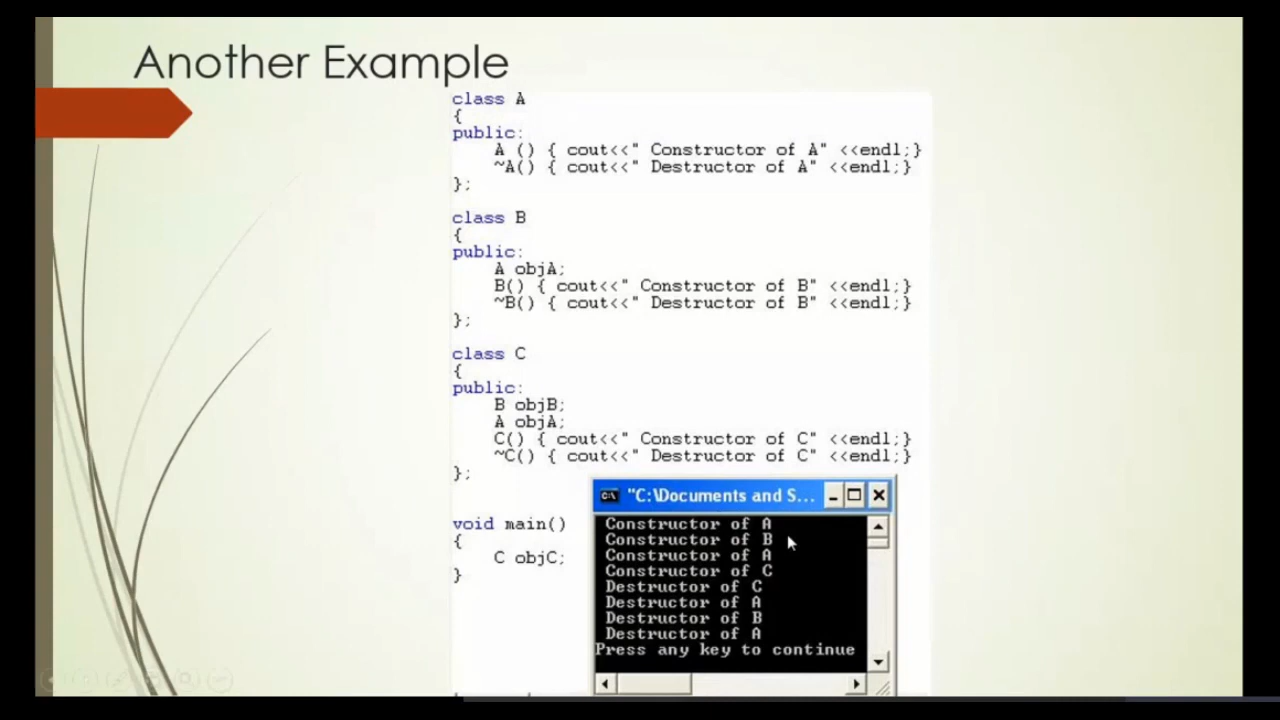 Another Example
class A
{
public:
A () { cout<<" Constructor of A" <<endl;}
~A() { cout<<" Destructor of A" <<endl;}
};
class B
{
public:
A objA;
B() { cout<<" Constructor of B" <<endl;}
~B() { cout<<" Destructor of B" <<endl;}
};
class C
{
public:
B objB;
A objA;
C() { cout<<" Constructor of C" <<endl;}
~C() { cout<<" Destructor of C" <<endl;}
};
void main()
{
C objC;
}
"C:\Documents and S...
Constructor of A
Constructor of B
Constructor of A
Constructor of C
Destructor of C
Destructor of A
Destructor of B
Destructor of A
Press any key to continue